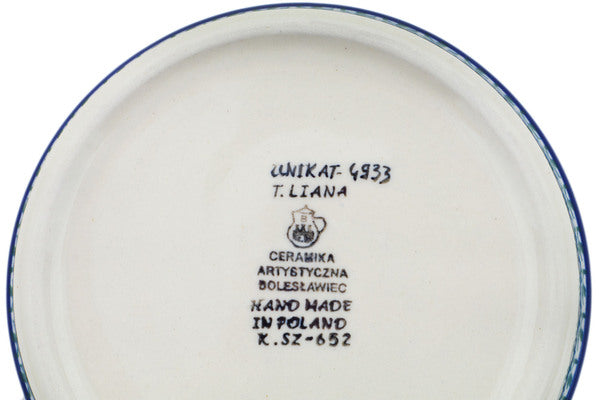 UNIKAT-4933
T.LIANA
B
CERAMIKA
ARTYSTYCZNA
BOLESŁAWIEC
HAND MADE
IN POLAND
K.SZ-652